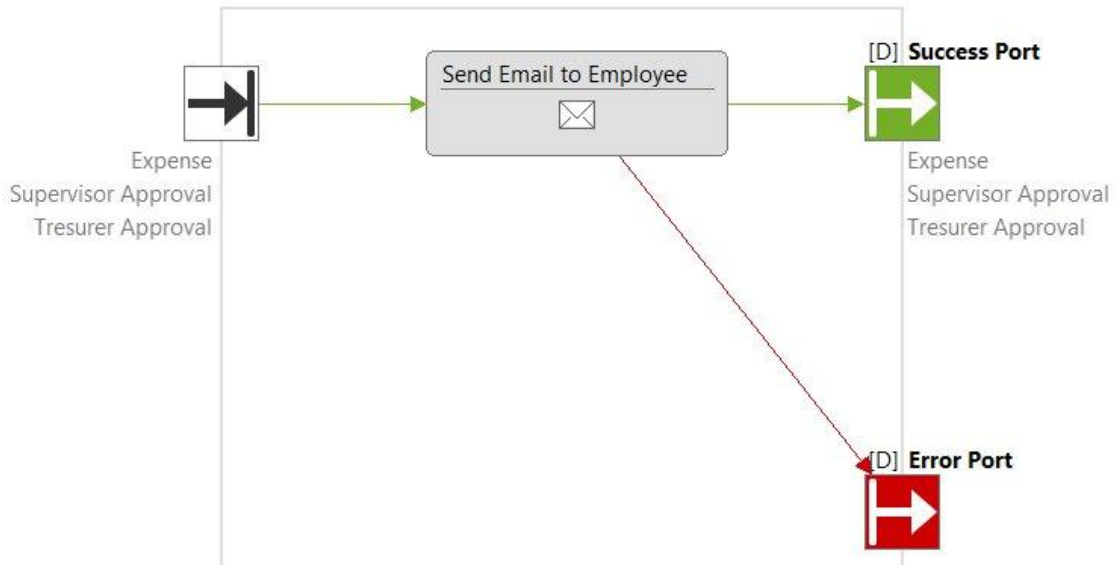 [D] Success Port
Send Email to Employee
Expense
Supervisor Approval
Tresurer Approval
Expense
Supervisor Approval
Tresurer Approval
[D] Error Port